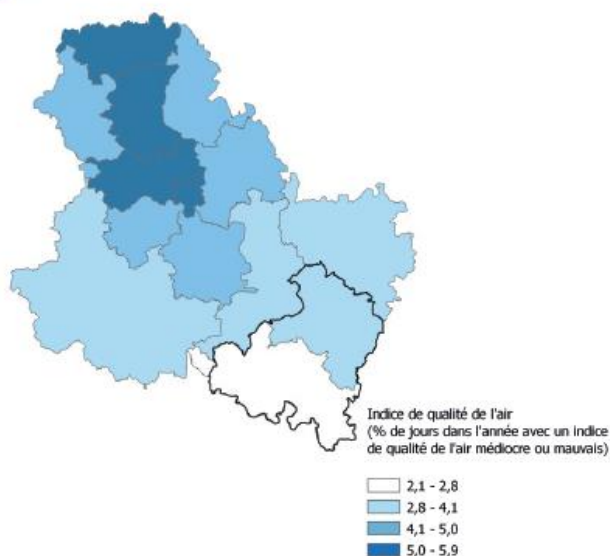 Indice de qualité de l'air
(% de jours dans l'année avec un indice
de qualité de l'air médiocre ou mauvais)
2,1 - 2,8
2,8 - 4,1
4,1 - 5,0
5,0 - 5,9